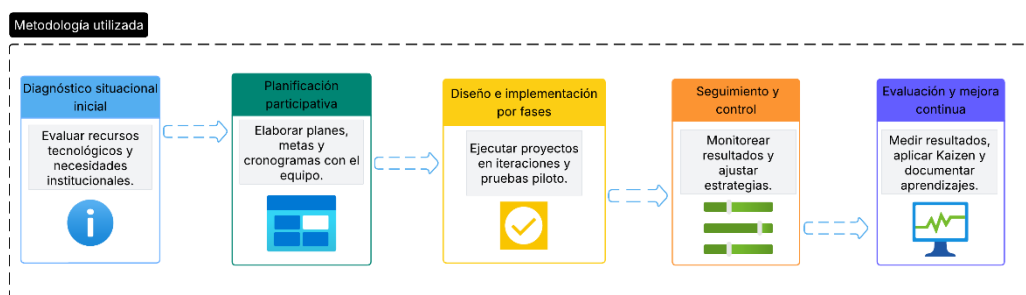 Metodología utilizada
Diagnóstico situacional
inicial
Evaluar recursos
tecnológicos y
necesidades
institucionales.
Planificación
participativa
Elaborar planes,
metas y
cronogramas con el
equipo.
Diseño e implementación
por fases
Ejecutar proyectos
en iteraciones y
pruebas piloto.
Seguimiento y
control
Monitorear
resultados y
ajustar
estrategias.
Evaluación y mejora
continua
Medir resultados,
aplicar Kaizen y
documentar
aprendizajes.